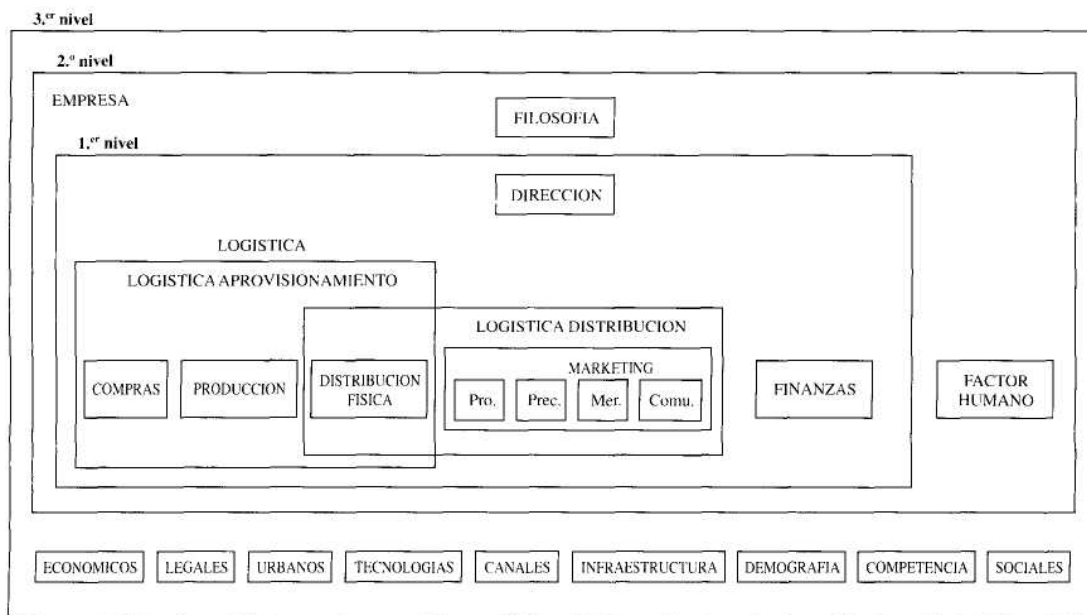 3.er nivel
2.º nivel
EMPRESA
FILOSOFIA
1.er nivel
DIRECCION
LOGISTICA
LOGISTICA APROVISIONAMIENTO
LOGISTICA DISTRIBUCION
MARKETING
COMPRAS
PRODUCCION
DISTRIBUCION
FISICA
Pro.
Prec.
Mer.
Comu.
FINANZAS
FACTOR
HUMANO
ECONOMICOS
LEGALES
URBANOS
TECNOLOGIAS
CANALES
INFRAESTRUCTURA
DEMOGRAFIA
COMPETENCIA
SOCIALES